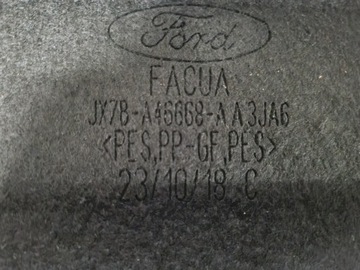 Ford
FACUA
JX7B-A46668-AA3JA6
<PES,PP-GF,PES>
23/10/18 C